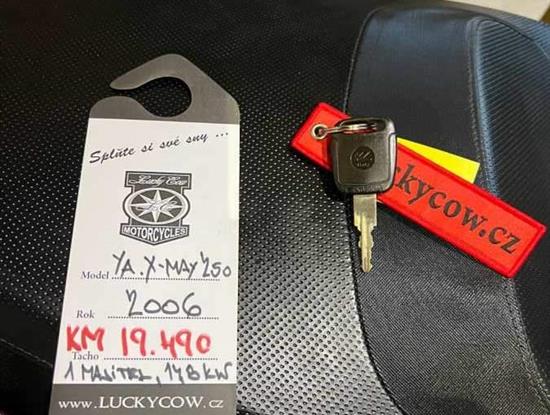 Splňte si své sny ...
Lucky Cow
MOTORCYCLES
Model YA. X-MAX 250
Rok 2006
KM 19.490
Tacho
1 MAJITEL, 14,8 KW
www.LUCKYCOW.cz
luckycow.cz